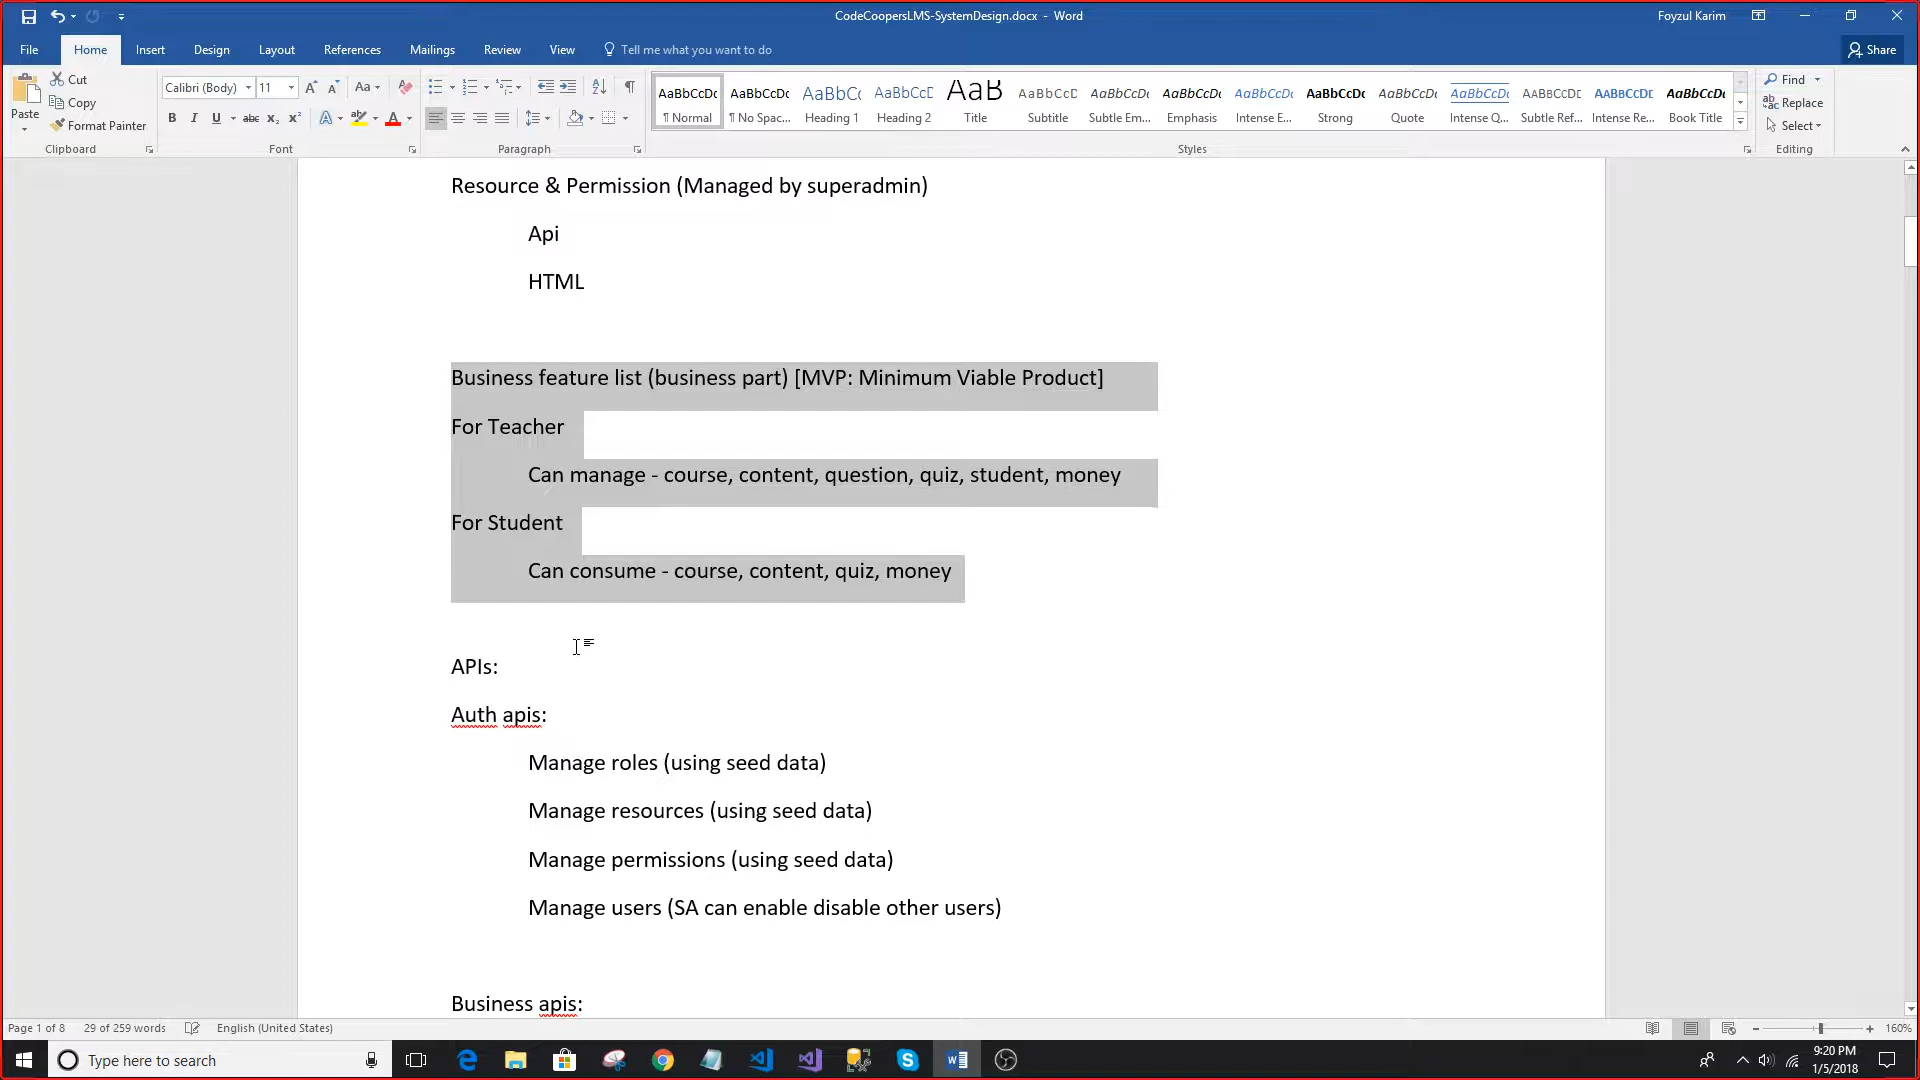 CodeCoopersLMS-SystemDesign.docx - Word
Foyzul Karim
File Home Insert Design Layout References Mailings Review View Tell me what you want to do Share
Paste
Cut
Copy
Format Painter
Clipboard
Calibri (Body) 11
Aa
B I U abc x₂ x² A A
Font
Paragraph
AaBbCcDc AaBbCcDc AaBbCc AaBbCcD AaB AaBbCcD AaBbCcDc AaBbCcDc AaBbCcDc AaBbCcDc AaBbCcDc AaBbCcDc AABBCCDC AABBCCDC AaBbCcDc
¶ Normal ¶ No Spac... Heading 1 Heading 2 Title Subtitle Subtle Em... Emphasis Intense E... Strong Quote Intense Q... Subtle Ref... Intense Re... Book Title
Styles
Find
Replace
Select
Editing
Resource & Permission (Managed by superadmin)
Api
HTML
Business feature list (business part) [MVP: Minimum Viable Product]
For Teacher
Can manage - course, content, question, quiz, student, money
For Student
Can consume - course, content, quiz, money
APIs:
Auth apis:
Manage roles (using seed data)
Manage resources (using seed data)
Manage permissions (using seed data)
Manage users (SA can enable disable other users)
Business apis:
Page 1 of 8 29 of 259 words English (United States) 160%
Type here to search
9:20 PM
1/5/2018